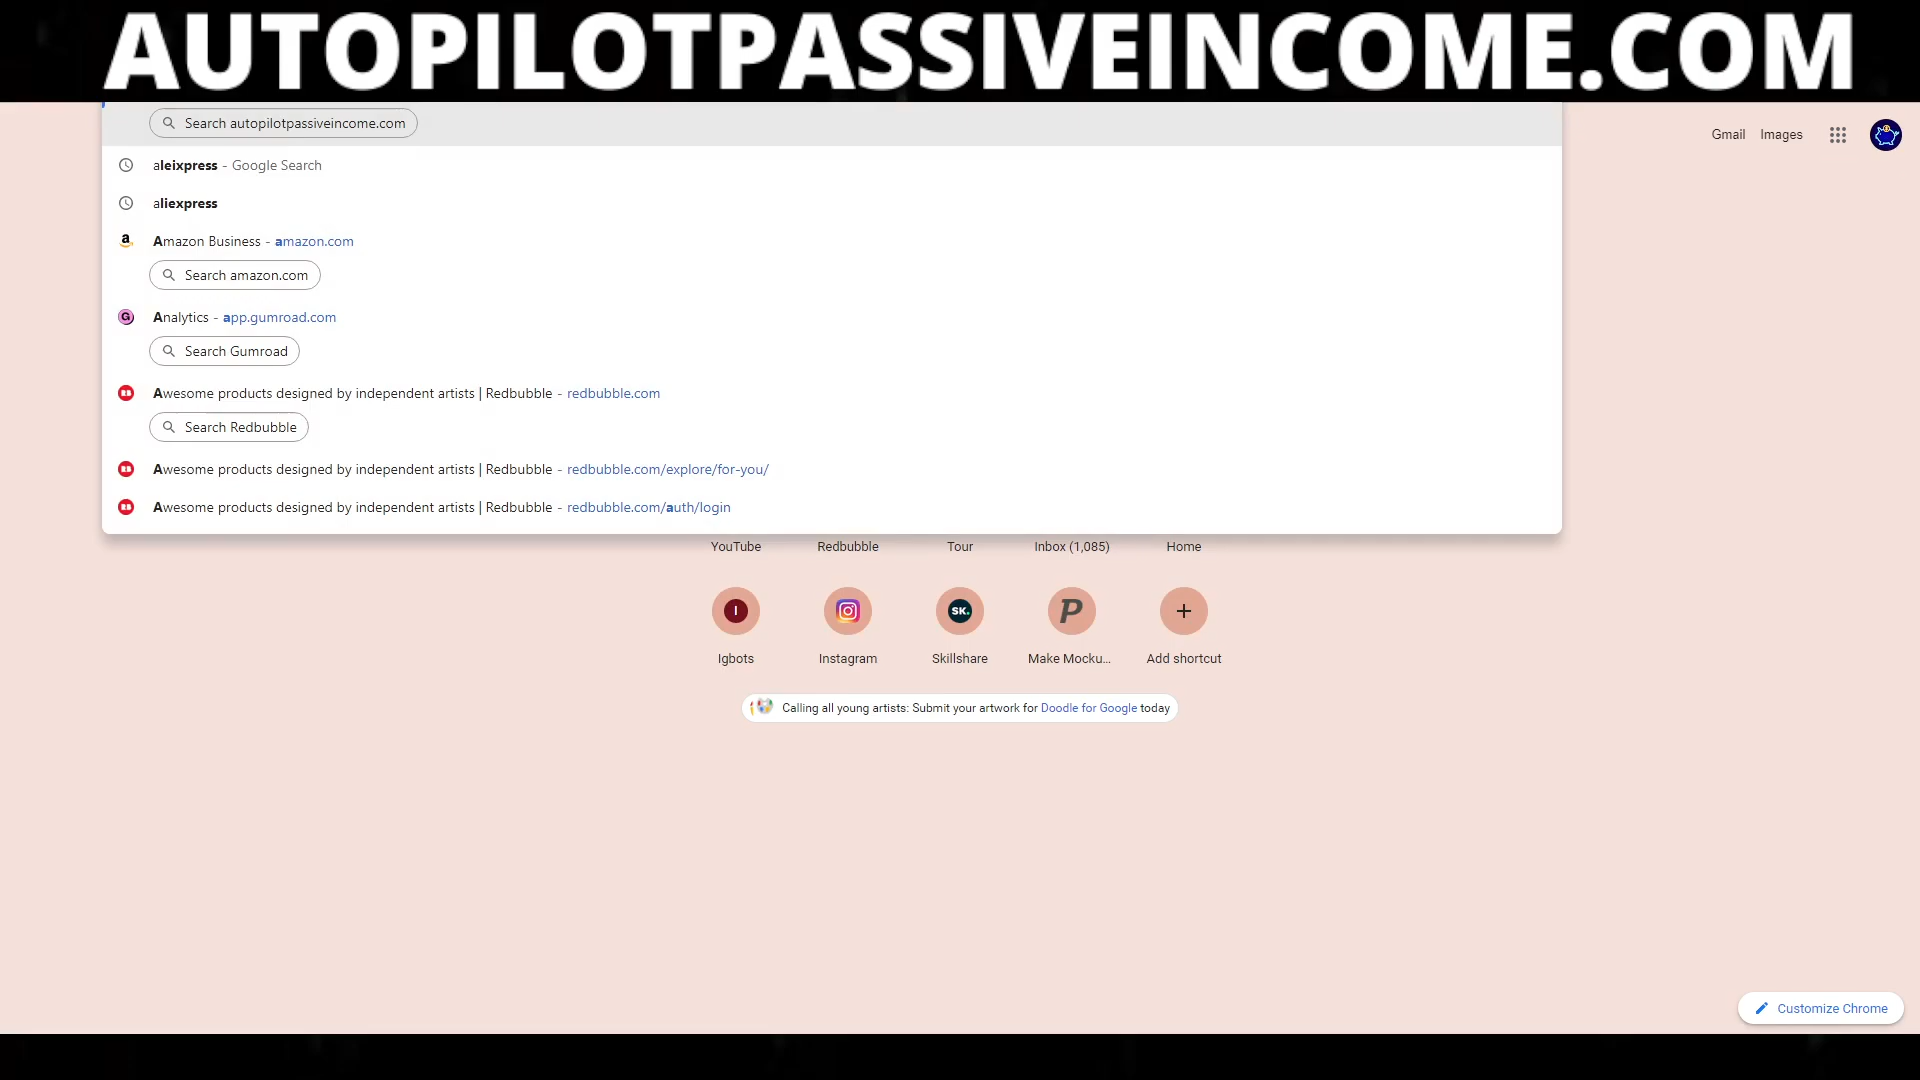 AUTOPILOTPASSIVEINCOME.COM
Search autopilotpassiveincome.com
Gmail Images
aleixpress - Google Search
aliexpress
a Amazon Business - amazon.com
Search amazon.com
G Analytics - app.gumroad.com
Search Gumroad
RB Awesome products designed by independent artists | Redbubble - redbubble.com
Search Redbubble
RB Awesome products designed by independent artists | Redbubble - redbubble.com/explore/for-you/
RB Awesome products designed by independent artists | Redbubble - redbubble.com/auth/login
YouTube Redbubble Tour Inbox (1,085) Home
I SK. P
Igbots Instagram Skillshare Make Mocku... Add shortcut
Calling all young artists: Submit your artwork for Doodle for Google today
Customize Chrome